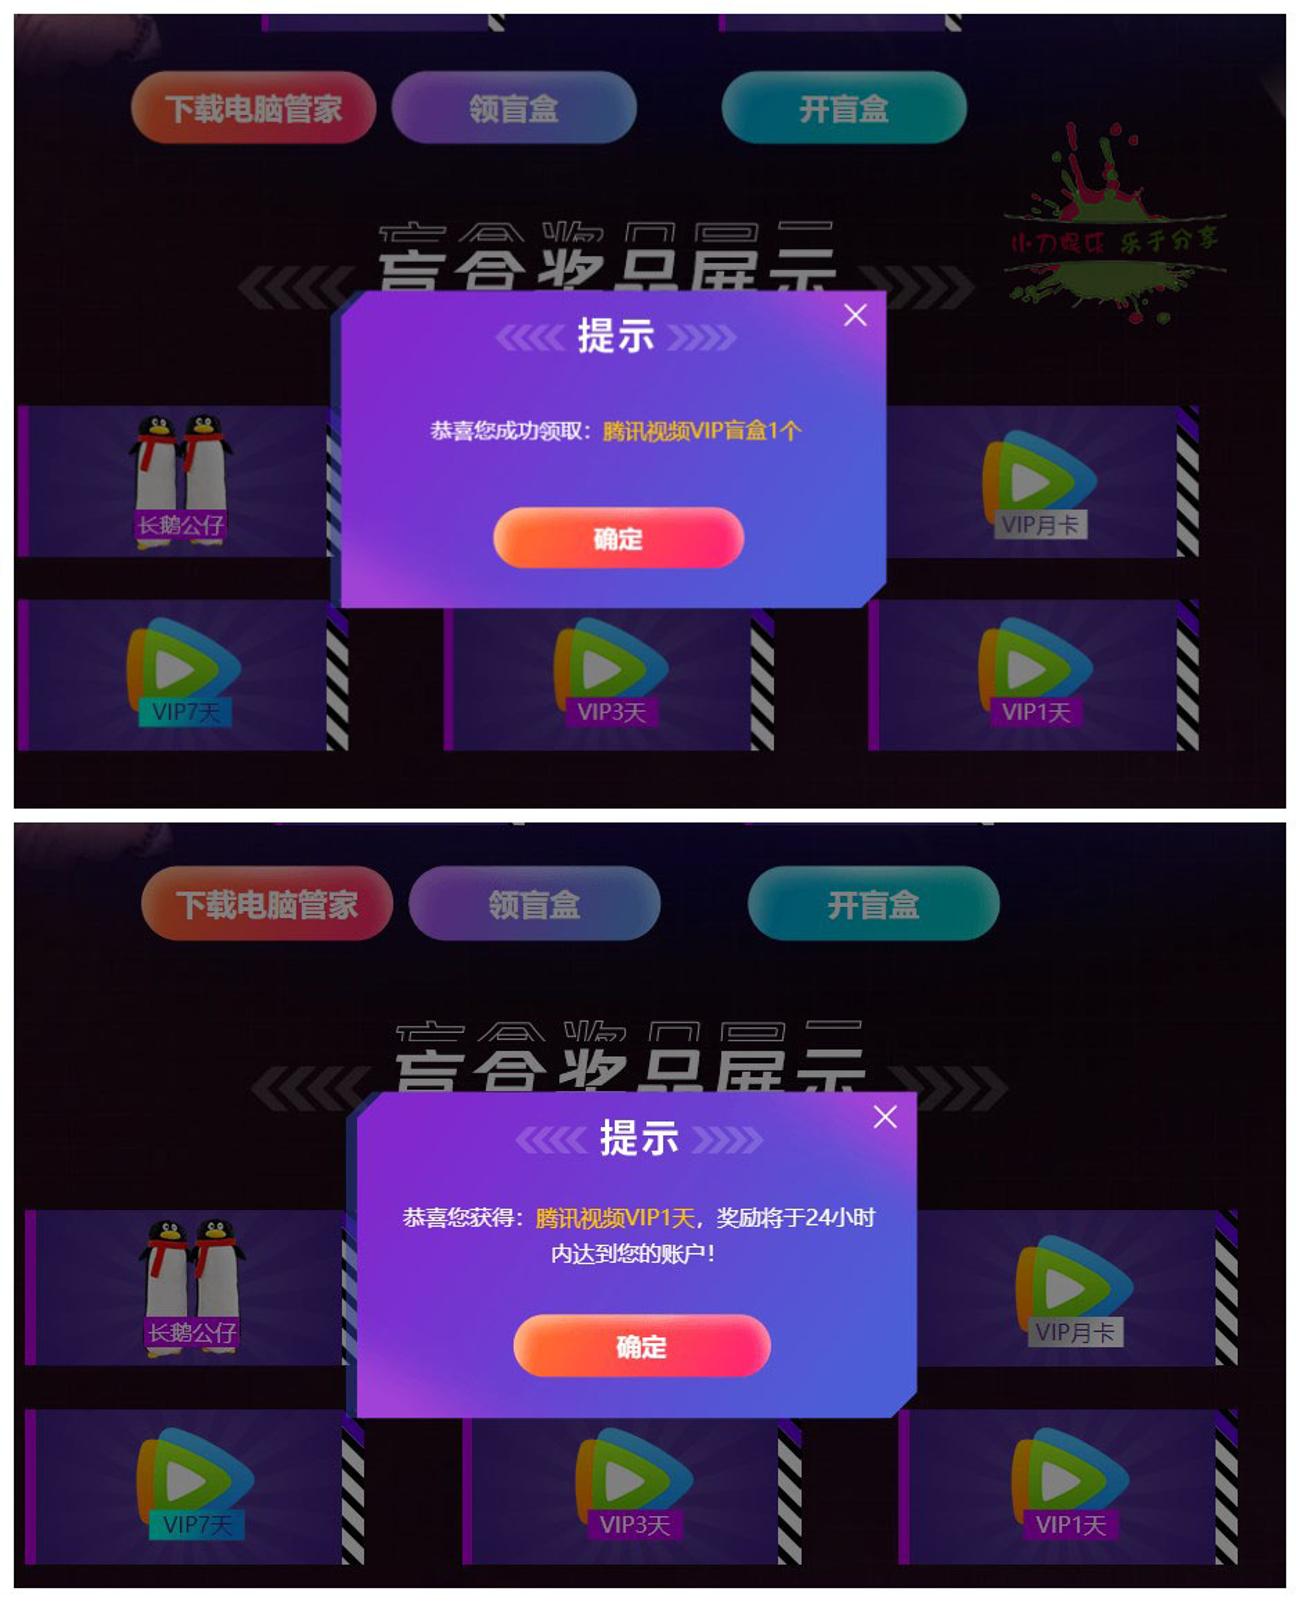 下载电脑管家
领盲盒
开盲盒
盲盒奖品展示
小刀娱乐 乐于分享
提示
恭喜您成功领取：腾讯视频VIP盲盒1个
确定
长鹅公仔
VIP月卡
VIP7天
VIP3天
VIP1天
下载电脑管家
领盲盒
开盲盒
盲盒奖品展示
提示
恭喜您获得：腾讯视频VIP1天，奖励将于24小时
内达到您的账户！
确定
长鹅公仔
VIP月卡
VIP7天
VIP3天
VIP1天